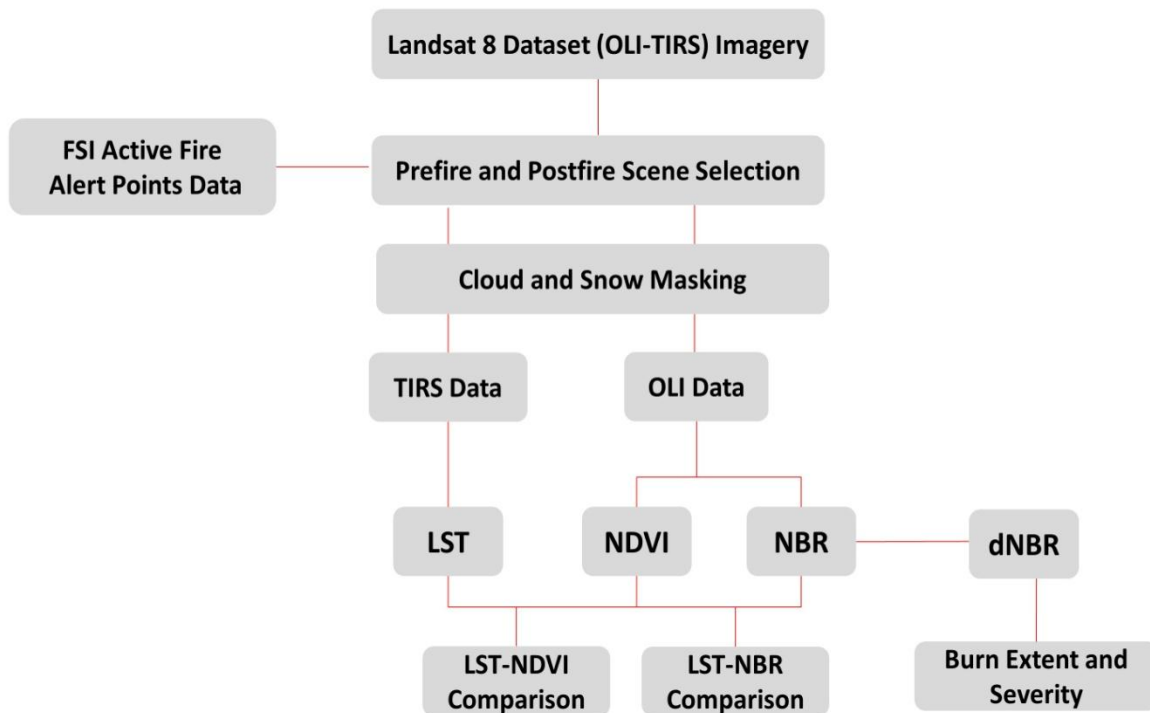 Landsat 8 Dataset (OLI-TIRS) Imagery
FSI Active Fire
Alert Points Data
Prefire and Postfire Scene Selection
Cloud and Snow Masking
TIRS Data
OLI Data
LST
NDVI
NBR
dNBR
LST-NDVI
Comparison
LST-NBR
Comparison
Burn Extent and
Severity